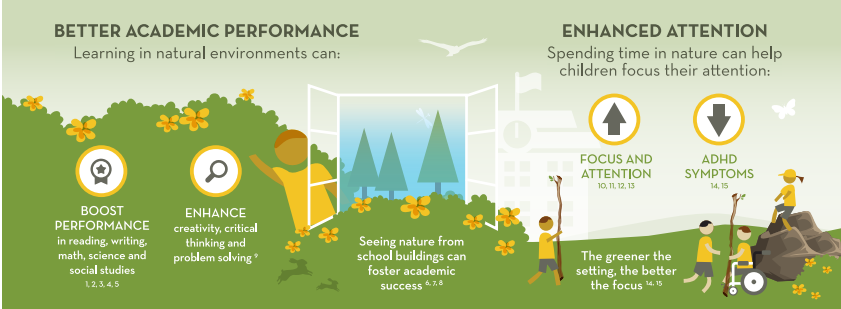 BETTER ACADEMIC PERFORMANCE
Learning in natural environments can:
BOOST
PERFORMANCE
in reading, writing,
math, science and
social studies
1, 2, 3, 4, 5
ENHANCE
creativity, critical
thinking and
problem solving 9
Seeing nature from
school buildings can
foster academic
success 6, 7, 8
ENHANCED ATTENTION
Spending time in nature can help
children focus their attention:
FOCUS AND
ATTENTION
10, 11, 12, 13
ADHD
SYMPTOMS
14, 15
The greener the
setting, the better
the focus 14, 15